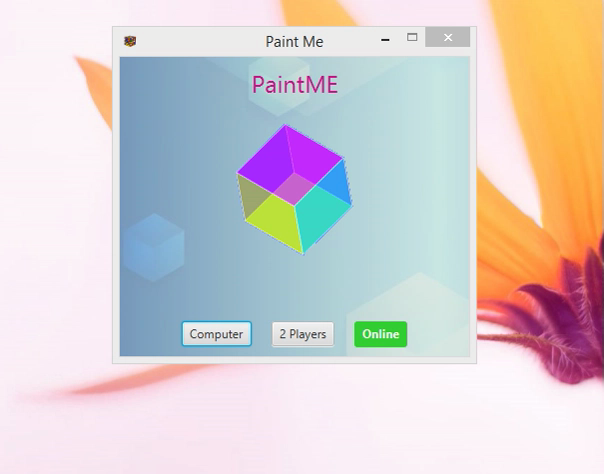 Paint Me
PaintME
Computer
2 Players
Online